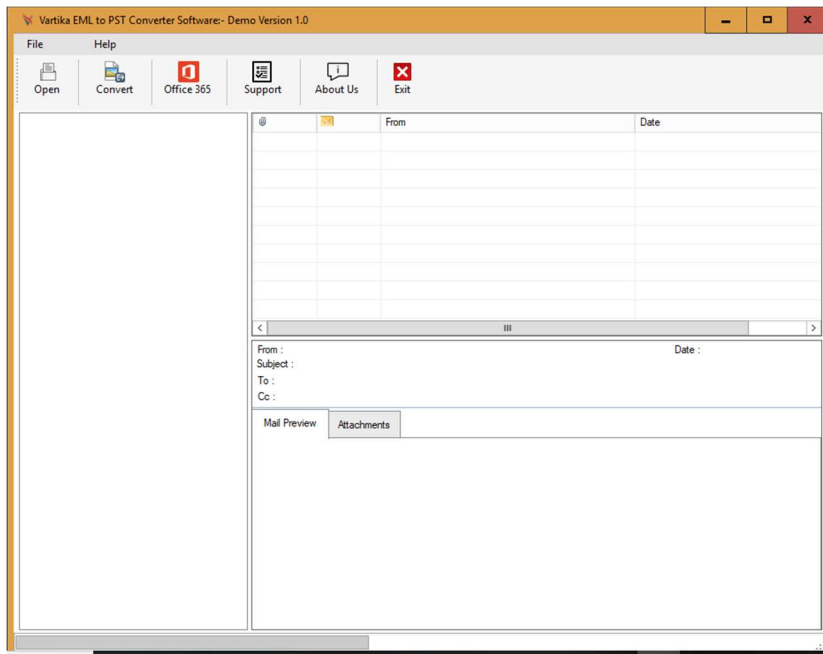 Vartika EML to PST Converter Software:- Demo Version 1.0
File Help
Open Convert Office 365 Support About Us Exit
From Date
From : Date :
Subject :
To :
Cc :
Mail Preview Attachments